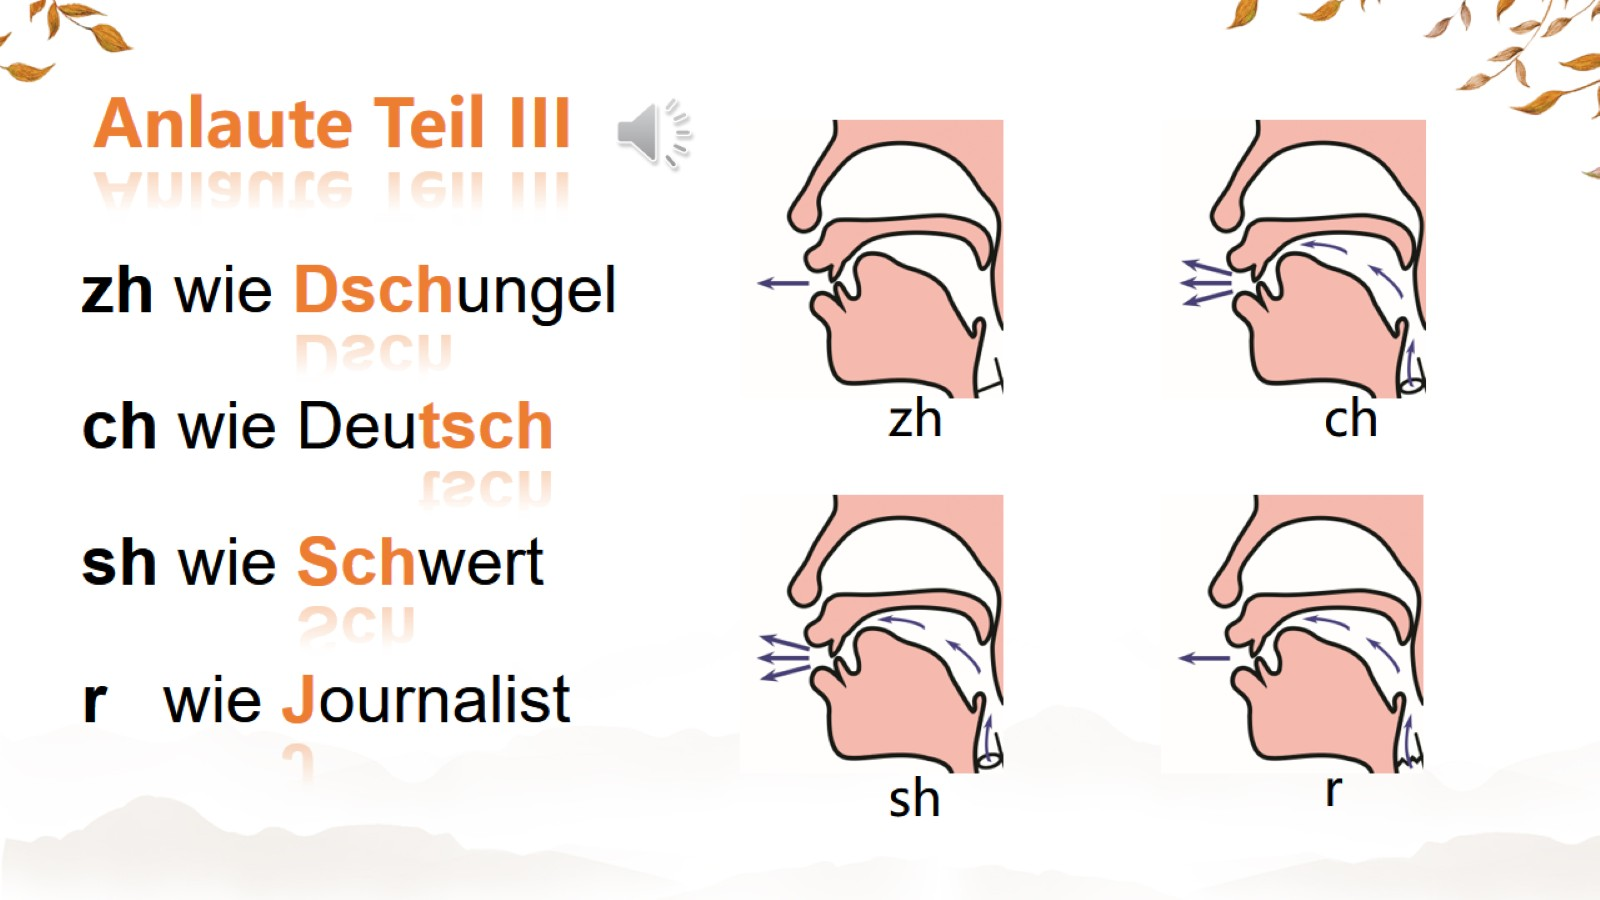 Anlaute Teil III
zh wie Dschungel
ch wie Deutsch
sh wie Schwert
r wie Journalist
zh
ch
sh
r